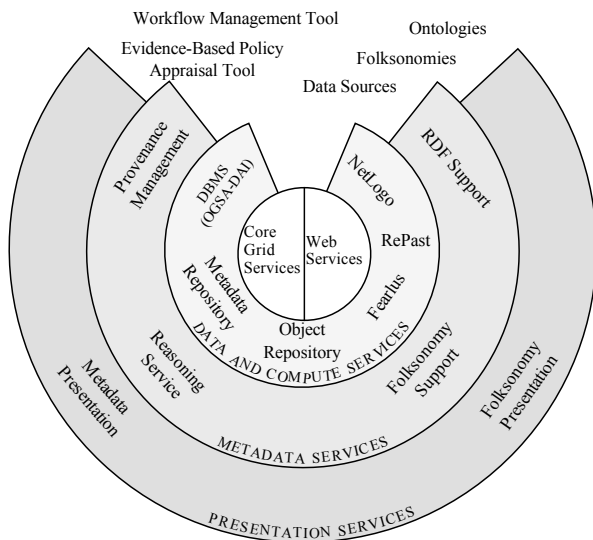 Workflow Management Tool
Ontologies
Evidence-Based Policy
Appraisal Tool
Folksonomies
Data Sources
Provenance
Management
DBMS
(OGSA-DAI)
NetLogo
RDF Support
Core
Grid
Services
Web
Services
RePast
Metadata
Repository
Fearlus
Object
Repository
DATA AND COMPUTE SERVICES
Reasoning
Service
Folksonomy
Support
Metadata
Presentation
Folksonomy
Presentation
METADATA SERVICES
PRESENTATION SERVICES